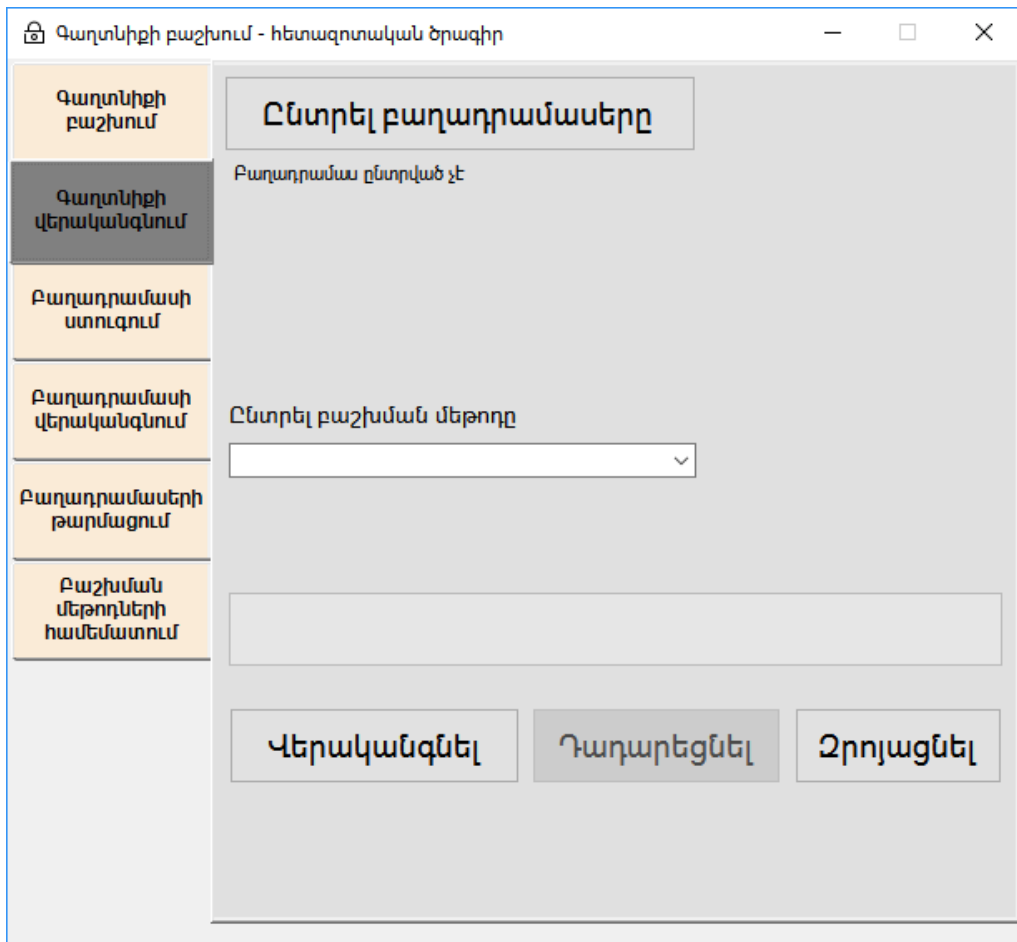 Գաղտնիքի բաշխում - հետազոտական ծրագիր
Գաղտնիքի
բաշխում
Գաղտնիքի
վերականգնում
Բաղադրամասի
ստուգում
Բաղադրամասի
վերականգնում
Բաղադրամասերի
թարմացում
Բաշխման
մեթոդների
համեմատում
Ընտրել բաղադրամասերը
Բաղադրամաս ընտրված չէ
Ընտրել բաշխման մեթոդը
Վերականգնել
Դադարեցնել
Զրոյացնել